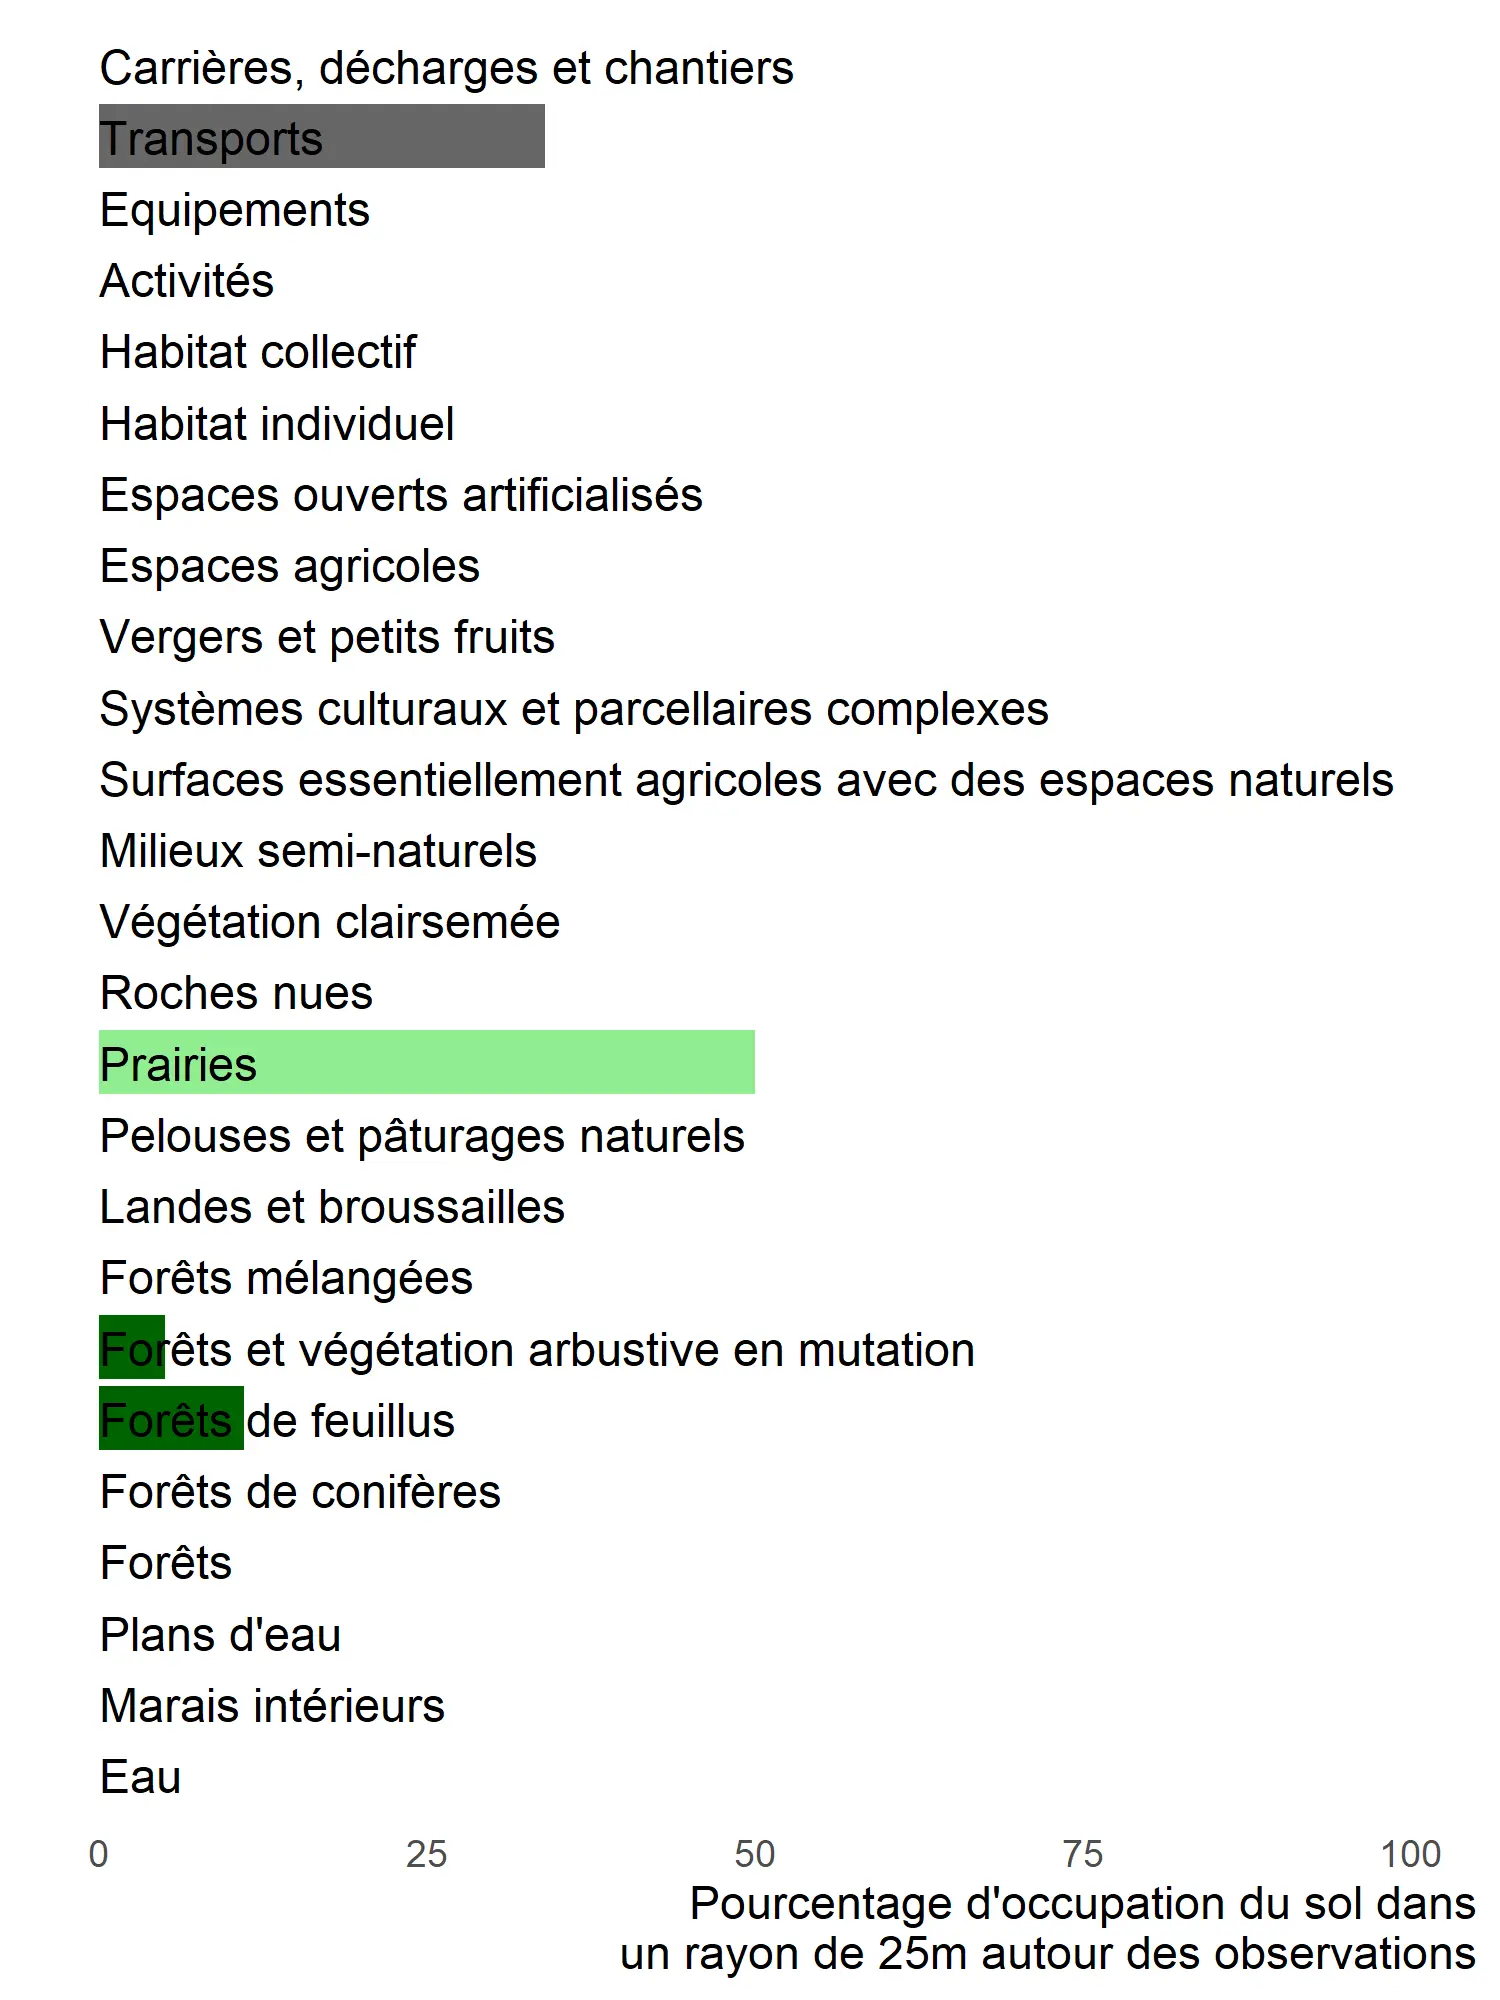 Carrières, décharges et chantiers
Transports
Equipements
Activités
Habitat collectif
Habitat individuel
Espaces ouverts artificialisés
Espaces agricoles
Vergers et petits fruits
Systèmes culturaux et parcellaires complexes
Surfaces essentiellement agricoles avec des espaces naturels
Milieux semi-naturels
Végétation clairsemée
Roches nues
Prairies
Pelouses et pâturages naturels
Landes et broussailles
Forêts mélangées
Forêts et végétation arbustive en mutation
Forêts de feuillus
Forêts de conifères
Forêts
Plans d'eau
Marais intérieurs
Eau
0 25 50 75 100
Pourcentage d'occupation du sol dans
un rayon de 25m autour des observations